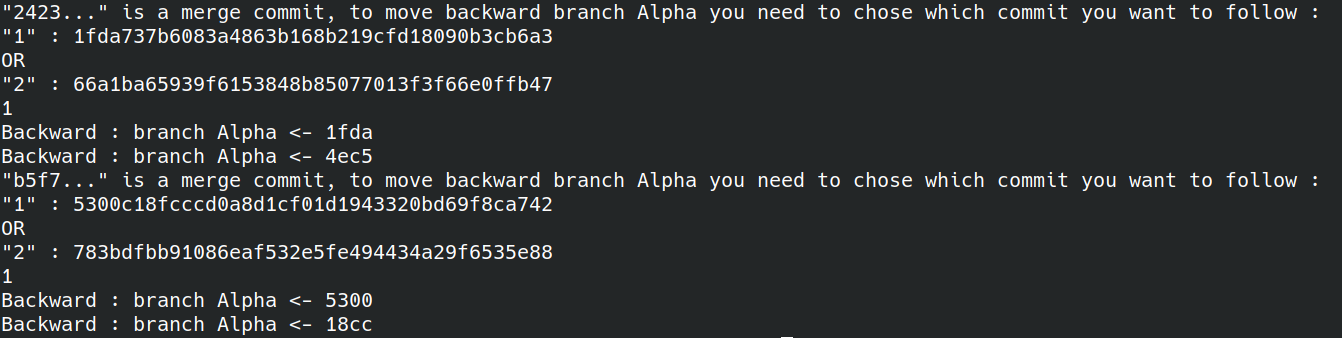 "2423..." is a merge commit, to move backward branch Alpha you need to chose which commit you want to follow :
"1" : 1fda737b6083a4863b168b219cfd18090b3cb6a3
OR
"2" : 66a1ba65939f6153848b85077013f3f66e0ffb47
1
Backward : branch Alpha <- 1fda
Backward : branch Alpha <- 4ec5
"b5f7..." is a merge commit, to move backward branch Alpha you need to chose which commit you want to follow :
"1" : 5300c18fcccd0a8d1cf01d1943320bd69f8ca742
OR
"2" : 783bdfbb91086eaf532e5fe494434a29f6535e88
1
Backward : branch Alpha <- 5300
Backward : branch Alpha <- 18cc